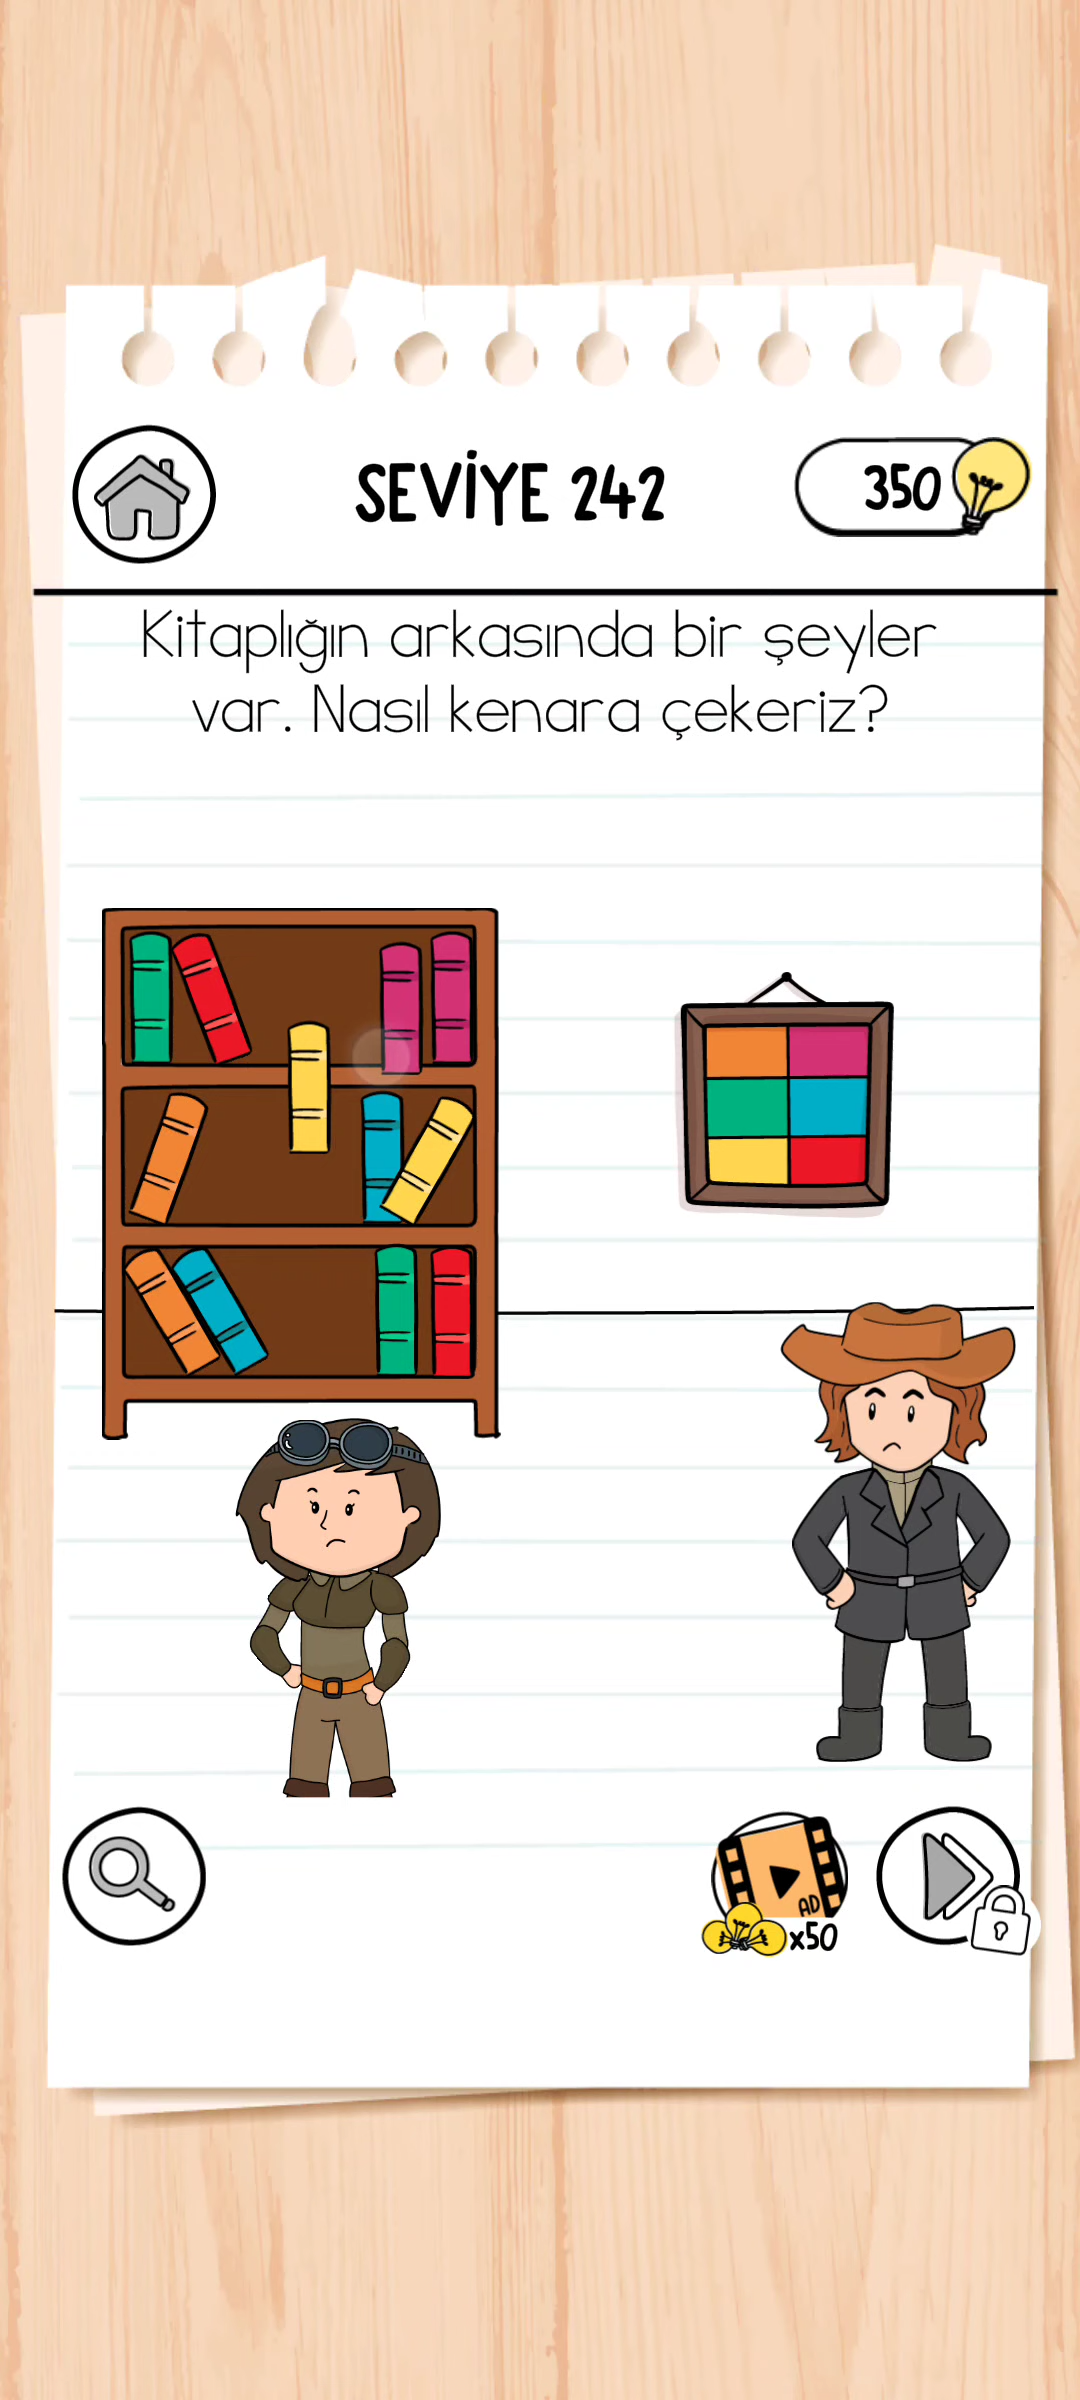 SEVİYE 242
350
Kitaplığın arkasında bir şeyler
var. Nasıl kenara çekeriz?
AD
x50